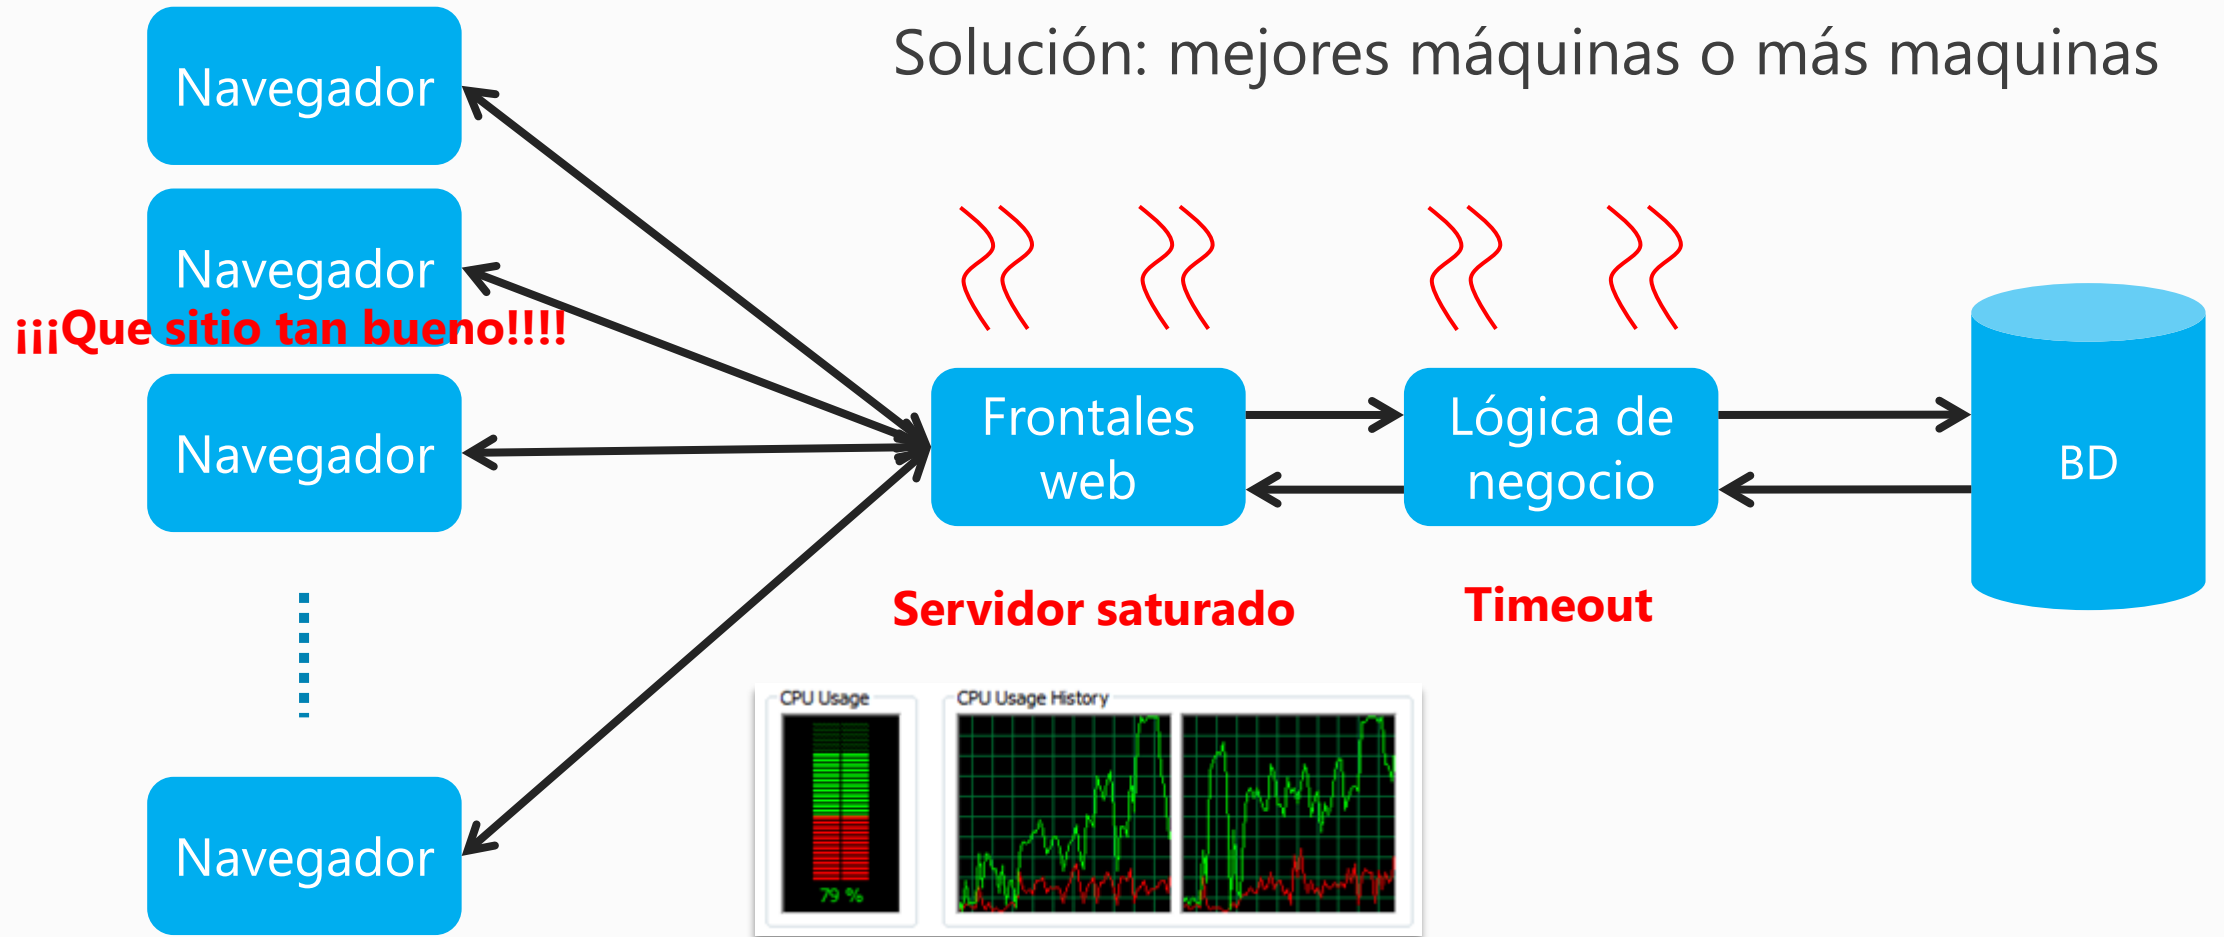 Solución: mejores máquinas o más maquinas
Navegador
Navegador
¡¡¡Que sitio tan bueno!!!!
Navegador
Navegador
Frontales
web
Lógica de
negocio
BD
Servidor saturado
Timeout
CPU Usage
CPU Usage History
79 %